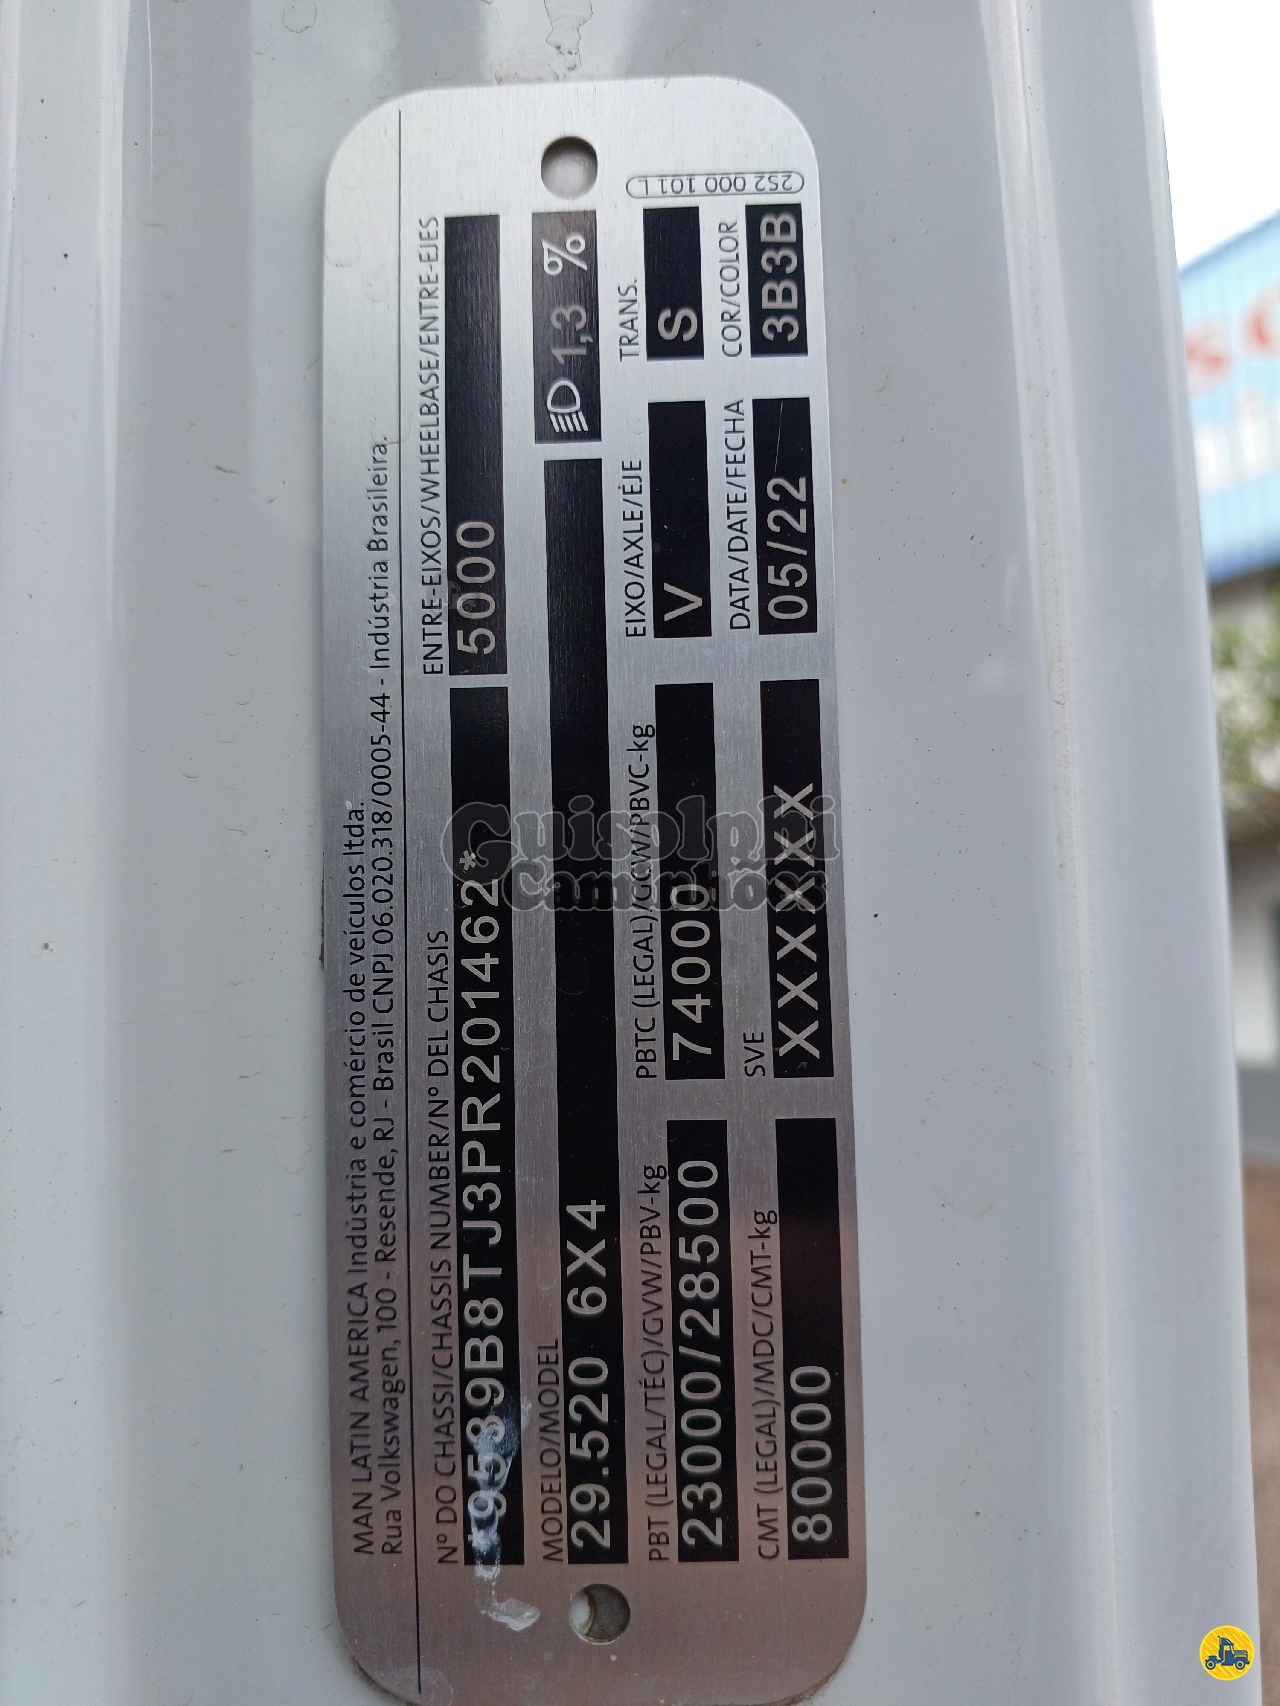 MAN LATIN AMERICA Indústria e comércio de veículos ltda.
Rua Volkswagen, 100 - Resende, RJ - Brasil CNPJ 06.020.318/0005-44 - Indústria Brasileira.
Nº DO CHASSI/CHASSIS NUMBER/Nº DEL CHASIS
ENTRE-EIXOS/WHEELBASE/ENTRE-EJES
*9539B8TJ3PR201462*
5000
MODELO/MODEL
29.520 6X4
1,3 %
PBT (LEGAL/TÉC)/GVW/PBV-kg
PBTC (LEGAL)/GCW/PBVC-kg
EIXO/AXLE/EJE
TRANS.
23000/28500
74000
V
S
CMT (LEGAL)/MDC/CMT-kg
SVE
DATA/DATE/FECHA
COR/COLOR
80000
XXXXXX
05/22
3B3B
2S2 000 101 L
Guisolphi
Caminhões